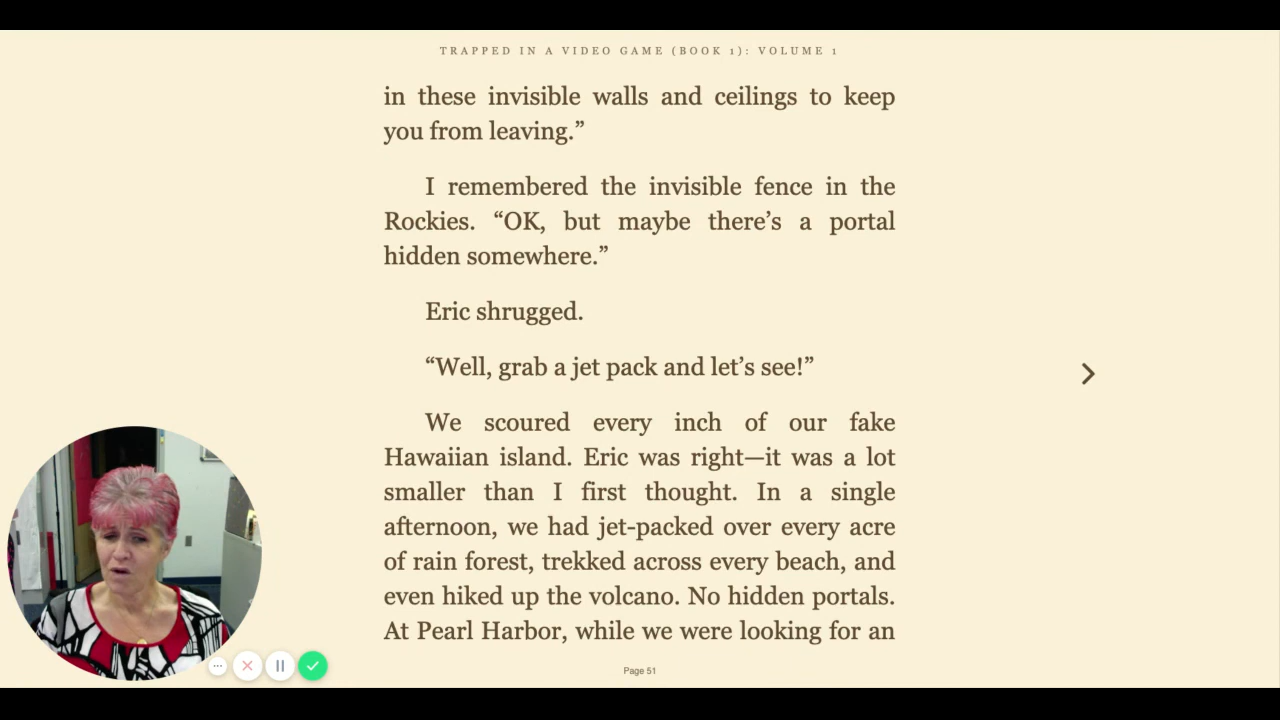 TRAPPED IN A VIDEO GAME (BOOK 1): VOLUME 1
in these invisible walls and ceilings to keep
you from leaving.”
I remembered the invisible fence in the
Rockies. “OK, but maybe there’s a portal
hidden somewhere.”
Eric shrugged.
“Well, grab a jet pack and let’s see!”
We scoured every inch of our fake
Hawaiian island. Eric was right—it was a lot
smaller than I first thought. In a single
afternoon, we had jet-packed over every acre
of rain forest, trekked across every beach, and
even hiked up the volcano. No hidden portals.
At Pearl Harbor, while we were looking for an
Page 51